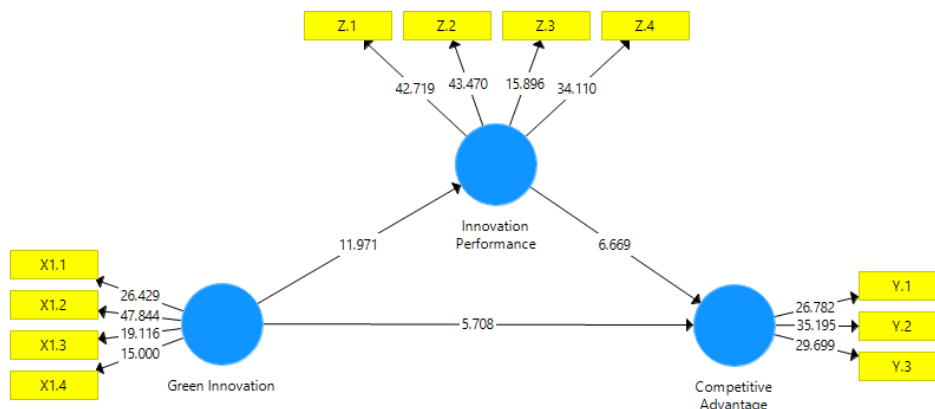 Z.1 Z.2 Z.3 Z.4
42.719 43.470 15.896 34.110
Innovation
Performance
11.971 6.669
X1.1
X1.2
X1.3
X1.4
26.429
47.844
19.116
15.000
Green Innovation
5.708
26.782
35.195
29.699
Y.1
Y.2
Y.3
Competitive
Advantage